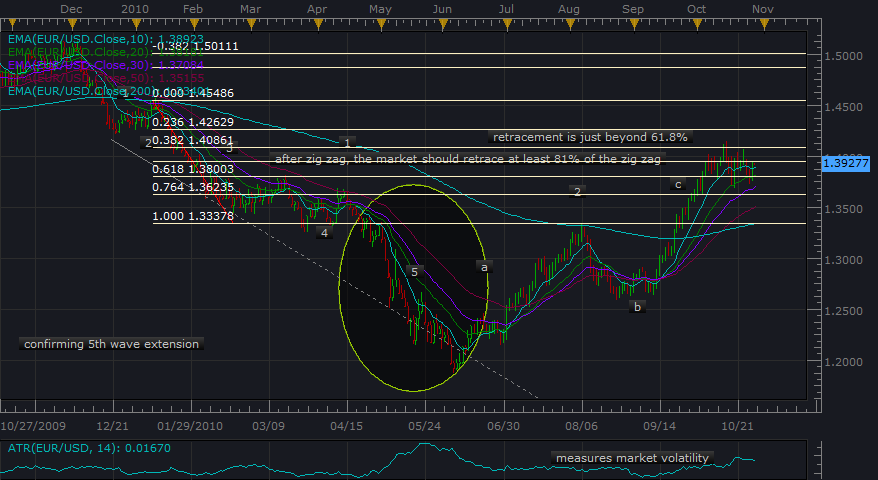 Dec 2010 Feb Mar Apr May Jun Jul Aug Sep Oct Nov
EMA(EUR/USD.Close,10): 1.38923
-0.382 1.50111
EMA(EUR/USD.Close,20):
EMA(EUR/USD.Close,30):
EMA(EUR/USD.Close,50): 1.35165
EMA(EUR/USD.Close,200):
0.000 1.45486
1
0.236 1.42629
2
0.382 1.40861
3
1
retracement is just beyond 61.8%
after zig zag, the market should retrace at least 81% of the zig zag
0.618 1.38003
0.764 1.36235
1.000 1.33378
4
5
a
2
c
b
confirming 5th wave extension
1.5000
1.4500
1.39277
1.3500
1.3000
1.2500
1.2000
10/27/2009 12/21 01/29/2010 03/09 04/15 05/24 06/30 08/06 09/14 10/21
ATR(EUR/USD, 14): 0.01670
measures market volatility